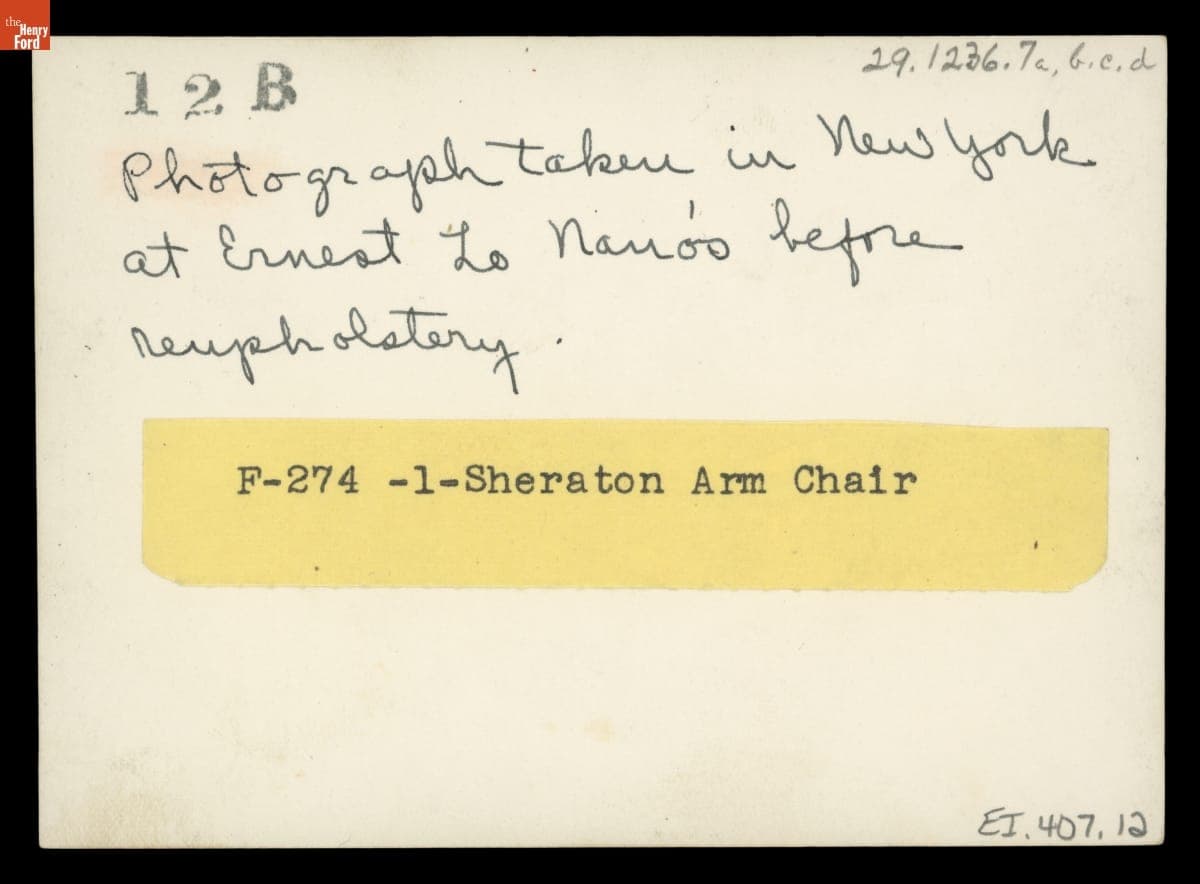 the
Henry
Ford
29.1236.7a, b.c.d
12B
Photograph taken in New York
at Ernest Lo Nano's before
reupholstery.
F-274 -1-Sheraton Arm Chair
EI.407.12